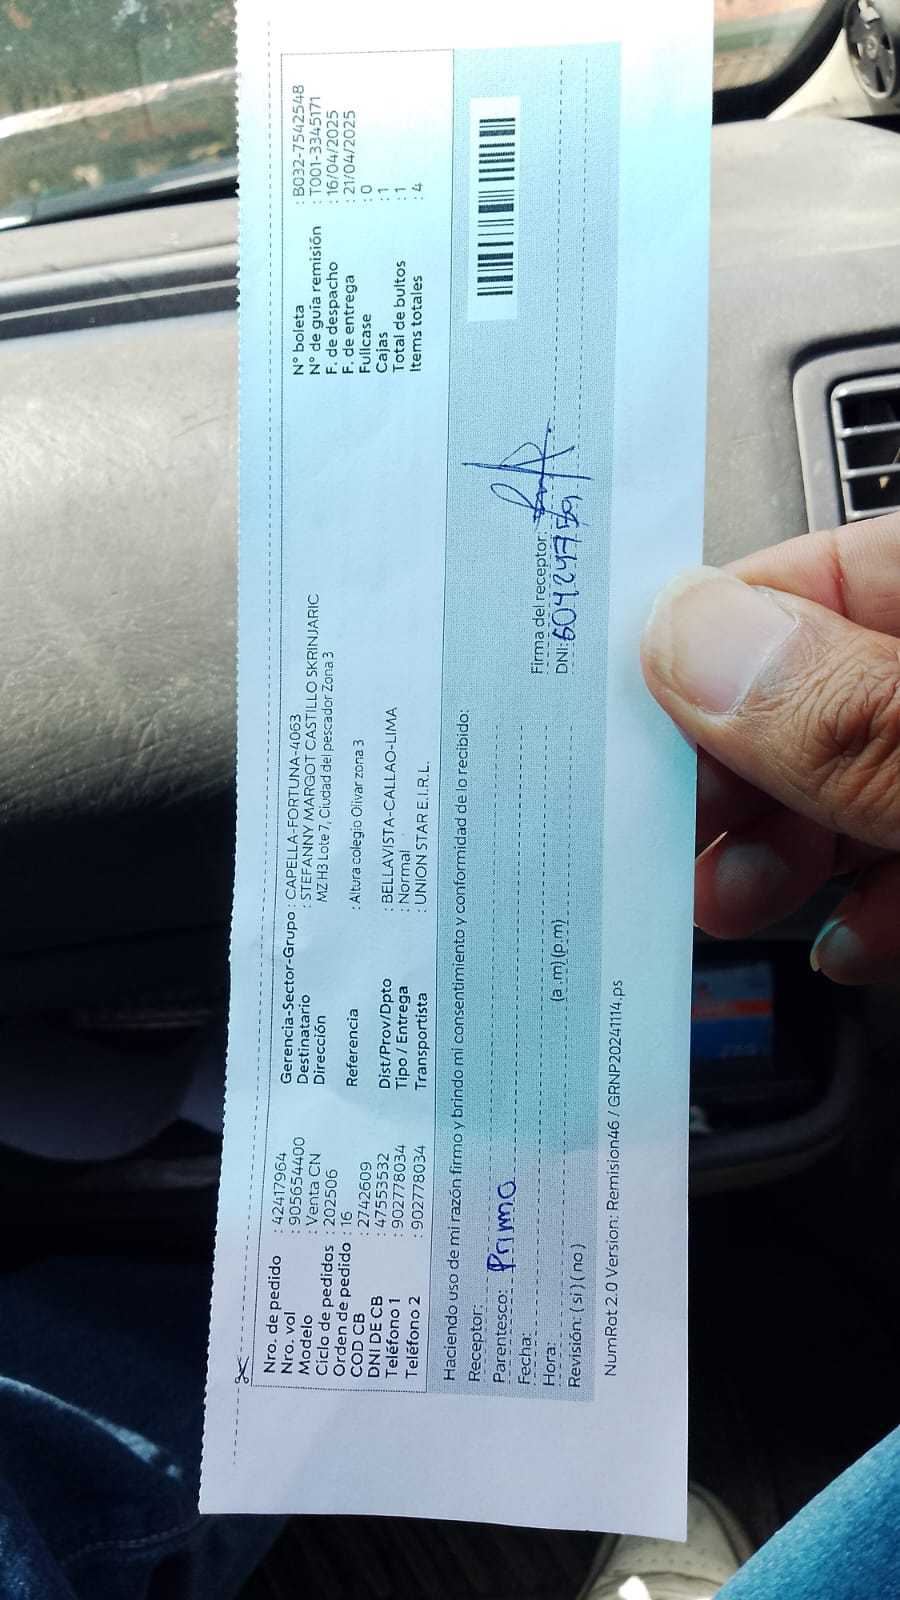 Nro. de pedido : 42417964
Nro. vol : 905654400
Modelo : Venta CN
Ciclo de pedidos : 202506
Orden de pedido : 16
COD CB : 2742609
DNI DE CB : 47553532
Teléfono 1 : 902778034
Teléfono 2 : 902778034
Gerencia-Sector-Grupo : CAPELLA-FORTUNA-4063
Destinatario : STEFANNY MARGOT CASTILLO SKRINJARIC
Dirección MZ H3 Lote 7, Ciudad del pescador Zona 3
Referencia : Altura colegio Olivar zona 3
Dist/Prov/Dpto : BELLAVISTA-CALLAO-LIMA
Tipo / Entrega : Normal
Transportista : UNION STAR E.I.R.L.
N° boleta : B032-7542548
N° de guía remisión : T001-3345171
F. de despacho : 16/04/2025
F. de entrega : 21/04/2025
Fullcase : 0
Cajas : 1
Total de bultos : 1
Items totales : 4
Haciendo uso de mi razón firmo y brindo mi consentimiento y conformidad de lo recibido:
Receptor:
Parentesco: Primo
Fecha:
Hora: (a .m) (p.m)
Revisión: ( si ) ( no )
Firma del receptor:
DNI: 60424759
NumRot 2.0 Version: Remision46 / GRNP20241114.ps